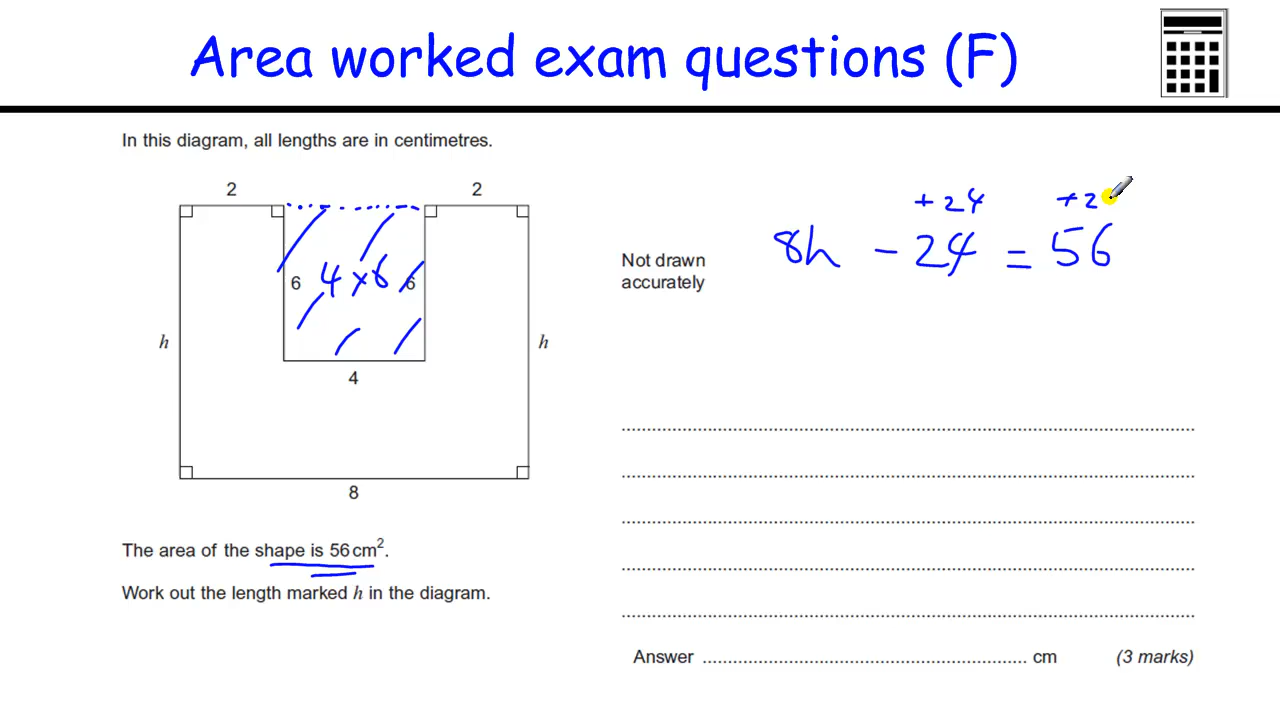 Area worked exam questions (F)
In this diagram, all lengths are in centimetres.
2 2
+24 +2
8h - 24 = 56
Not drawn
accurately
6 4 x 6 6
h h
4
8
The area of the shape is 56 cm².
Work out the length marked h in the diagram.
Answer ........................................................ cm (3 marks)